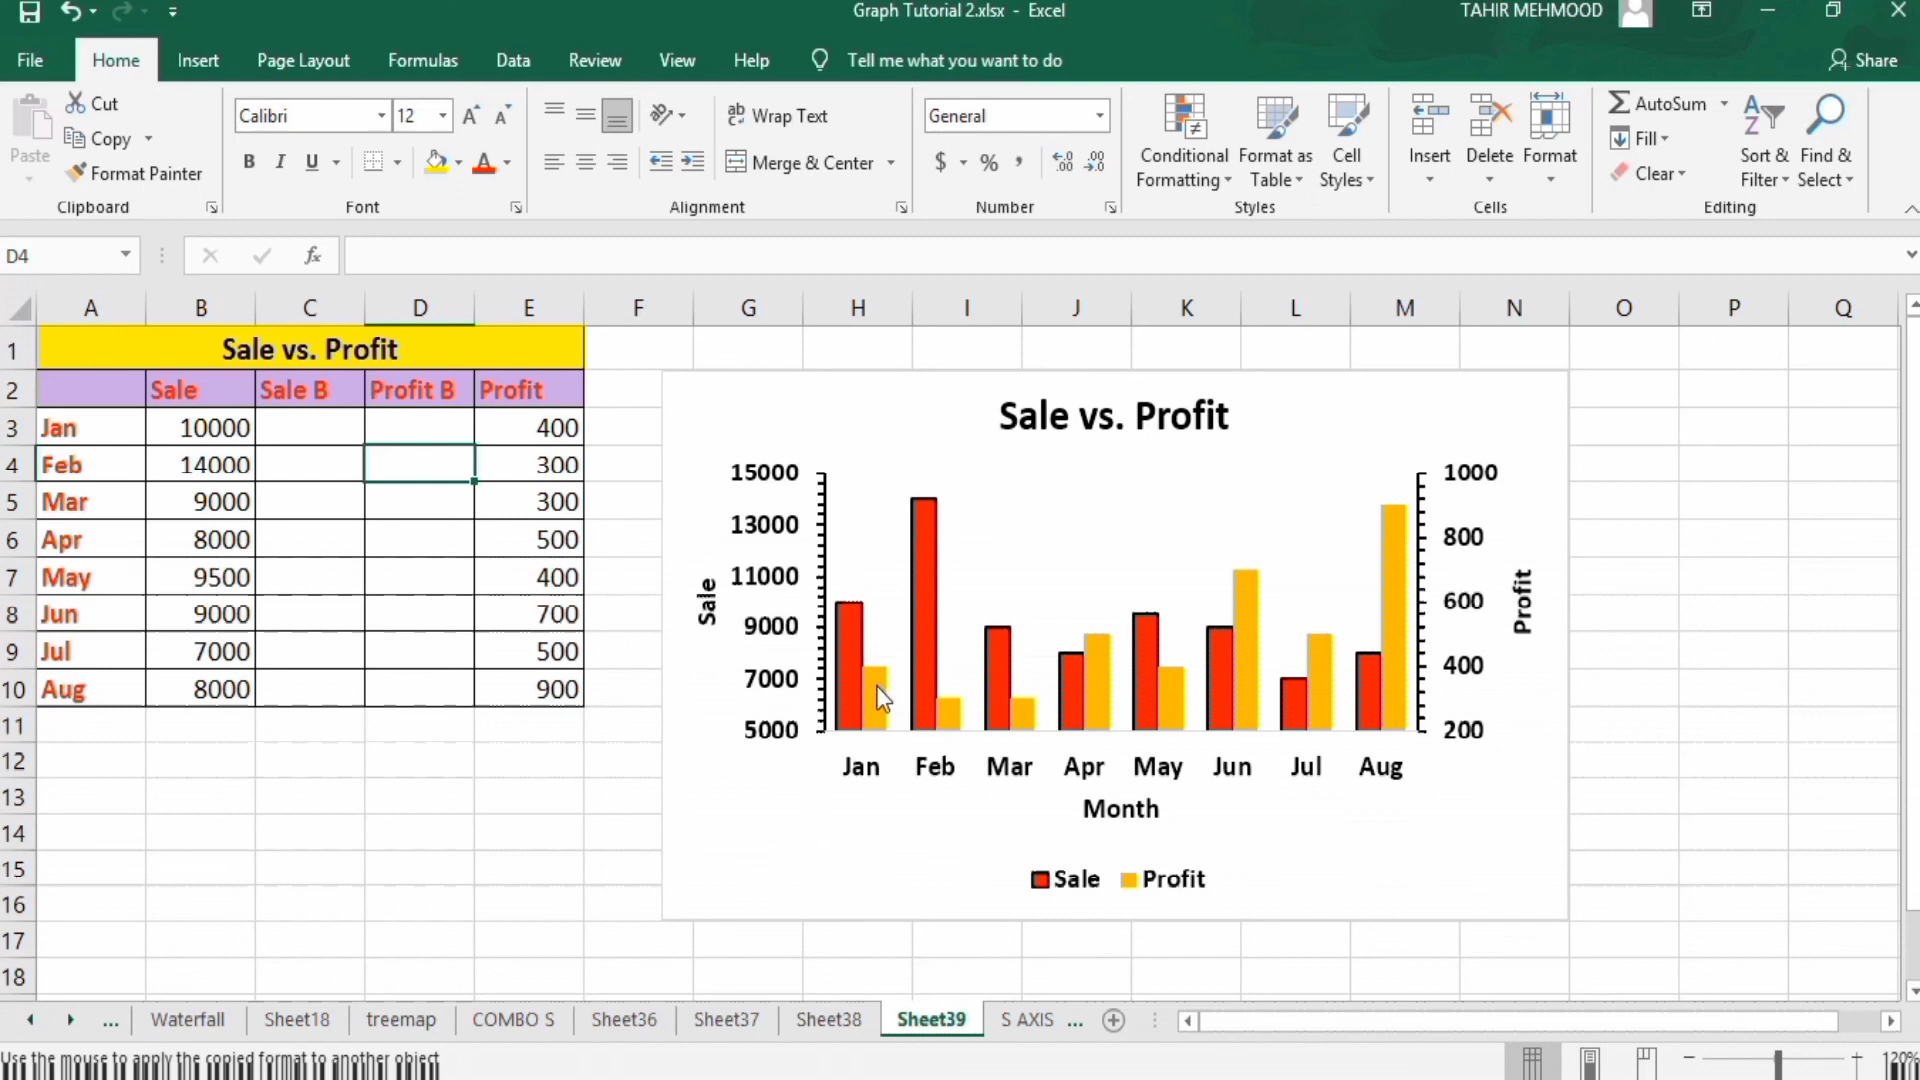 Graph Tutorial 2.xlsx - Excel TAHIR MEHMOOD
File Home Insert Page Layout Formulas Data Review View Help Tell me what you want to do Share
Paste Cut Copy Format Painter
Calibri 12
B I U A
ab Wrap Text
Merge & Center
General
$ % ,
Conditional Formatting Format as Table Cell Styles
Insert Delete Format
AutoSum Fill Clear
Sort & Filter Find & Select
Clipboard Font Alignment Number Styles Cells Editing
D4 fx
A B C D E F G H I J K L M N O P Q
1 Sale vs. Profit
2 Sale Sale B Profit B Profit
3 Jan 10000 400
4 Feb 14000 300
5 Mar 9000 300
6 Apr 8000 500
7 May 9500 400
8 Jun 9000 700
9 Jul 7000 500
10 Aug 8000 900
11
12
13
14
15
16
17
18
Sale vs. Profit
15000
13000
11000
9000
7000
5000
Sale
1000
800
600
400
200
Profit
Jan Feb Mar Apr May Jun Jul Aug
Month
Sale Profit
... Waterfall Sheet18 treemap COMBO S Sheet36 Sheet37 Sheet38 Sheet39 S AXIS ...
Use the mouse to apply the copied format to another object 120%